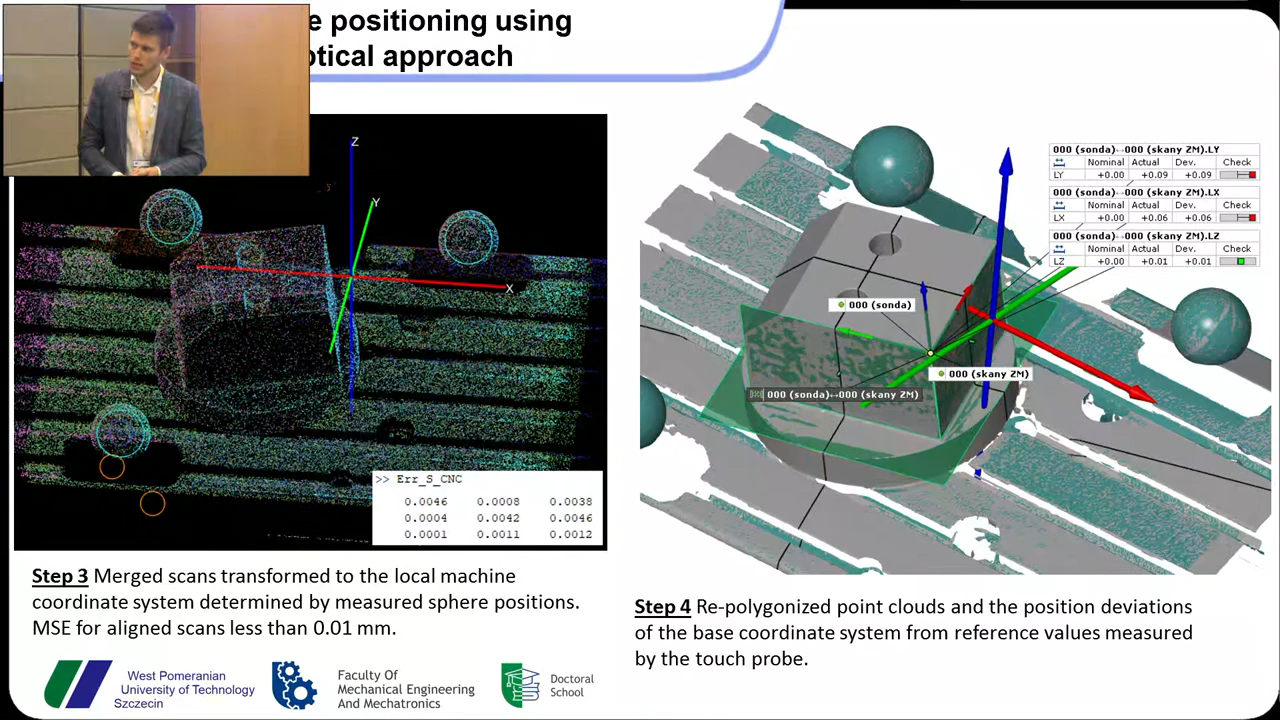 e positioning using
ptical approach
Z
Y
X
>> Err_S_CNC
0.0046 0.0008 0.0038
0.0004 0.0042 0.0046
0.0001 0.0011 0.0012
Step 3 Merged scans transformed to the local machine
coordinate system determined by measured sphere positions.
MSE for aligned scans less than 0.01 mm.
000 (sonda)↔000 (skany ZM).LY
Nominal Actual Dev. Check
LY +0.00 +0.09 +0.09
000 (sonda)↔000 (skany ZM).LX
Nominal Actual Dev. Check
LX +0.00 +0.06 +0.06
000 (sonda)↔000 (skany ZM).LZ
Nominal Actual Dev. Check
LZ +0.00 +0.01 +0.01
000 (sonda)
000 (skany ZM)
000 (sonda)↔000 (skany ZM)
Step 4 Re-polygonized point clouds and the position deviations
of the base coordinate system from reference values measured
by the touch probe.
West Pomeranian
University of Technology
Szczecin
Faculty Of
Mechanical Engineering
And Mechatronics
Doctoral
School